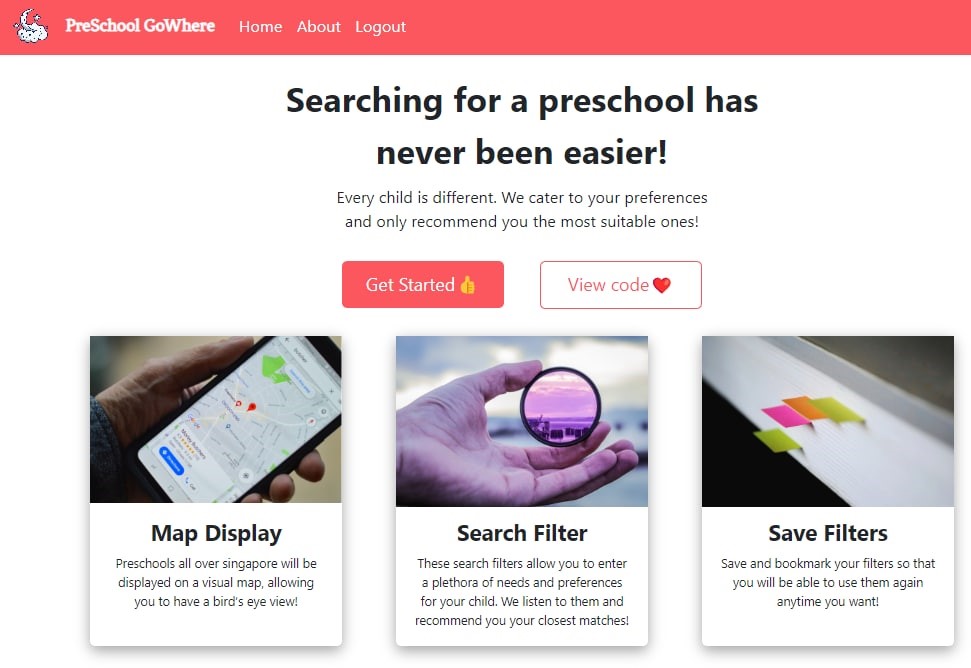 PreSchool GoWhere Home About Logout
Searching for a preschool has
never been easier!
Every child is different. We cater to your preferences
and only recommend you the most suitable ones!
Get Started👍 View code❤️
Map Display
Preschools all over singapore will be
displayed on a visual map, allowing
you to have a bird's eye view!
Search Filter
These search filters allow you to enter
a plethora of needs and preferences
for your child. We listen to them and
recommend you your closest matches!
Save Filters
Save and bookmark your filters so that
you will be able to use them again
anytime you want!